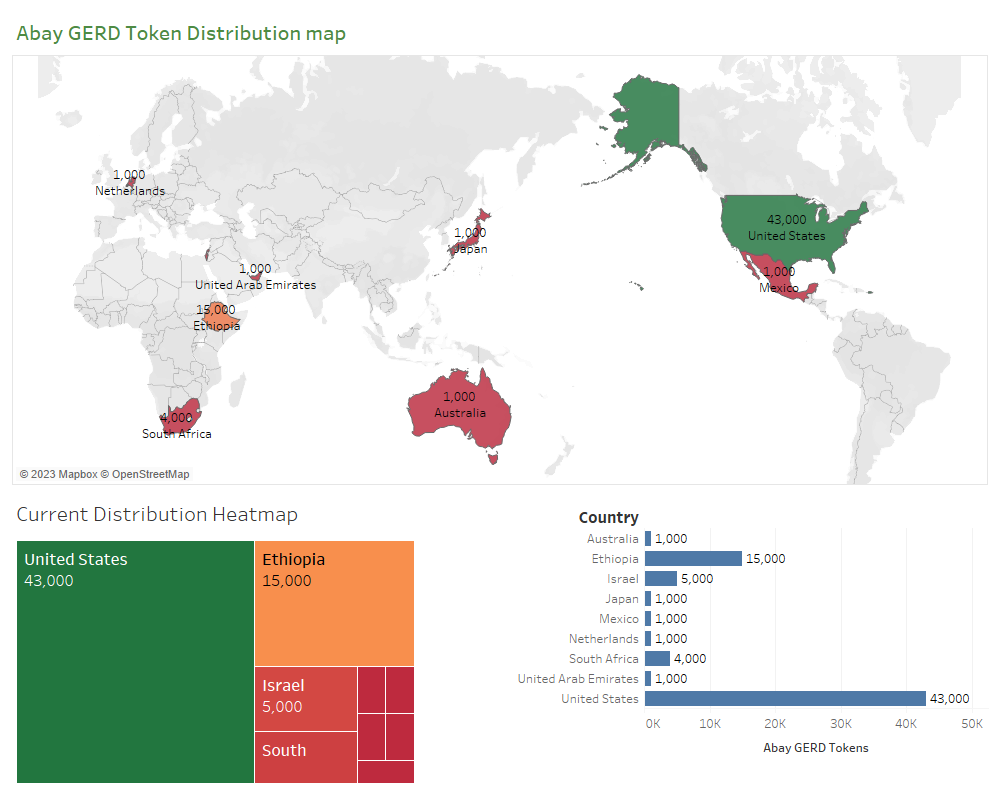 Abay GERD Token Distribution map
1,000
Netherlands
1,000
Japan
1,000
United Arab Emirates
15,000
Ethiopia
4,000
South Africa
1,000
Australia
43,000
United States
1,000
Mexico
© 2023 Mapbox © OpenStreetMap
Current Distribution Heatmap
United States
43,000
Ethiopia
15,000
Israel
5,000
South
Country
Australia 1,000
Ethiopia 15,000
Israel 5,000
Japan 1,000
Mexico 1,000
Netherlands 1,000
South Africa 4,000
United Arab Emirates 1,000
United States 43,000
0K 10K 20K 30K 40K 50K
Abay GERD Tokens